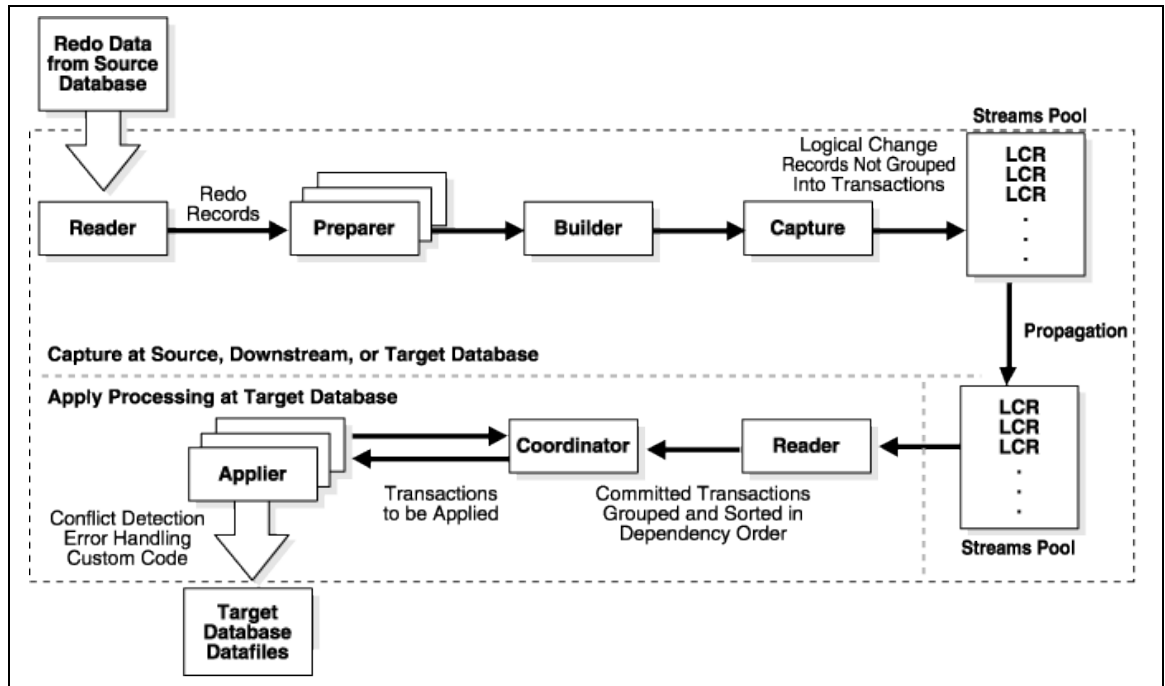 Redo Data
from Source
Database
Streams Pool
Logical Change
Records Not Grouped
Into Transactions
LCR
LCR
LCR
.
.
.
.
Redo
Records
Reader
Preparer
Builder
Capture
Propagation
Capture at Source, Downstream, or Target Database
Apply Processing at Target Database
LCR
LCR
LCR
.
.
.
.
Streams Pool
Reader
Coordinator
Applier
Committed Transactions
Grouped and Sorted in
Dependency Order
Transactions
to be Applied
Conflict Detection
Error Handling
Custom Code
Target
Database
Datafiles